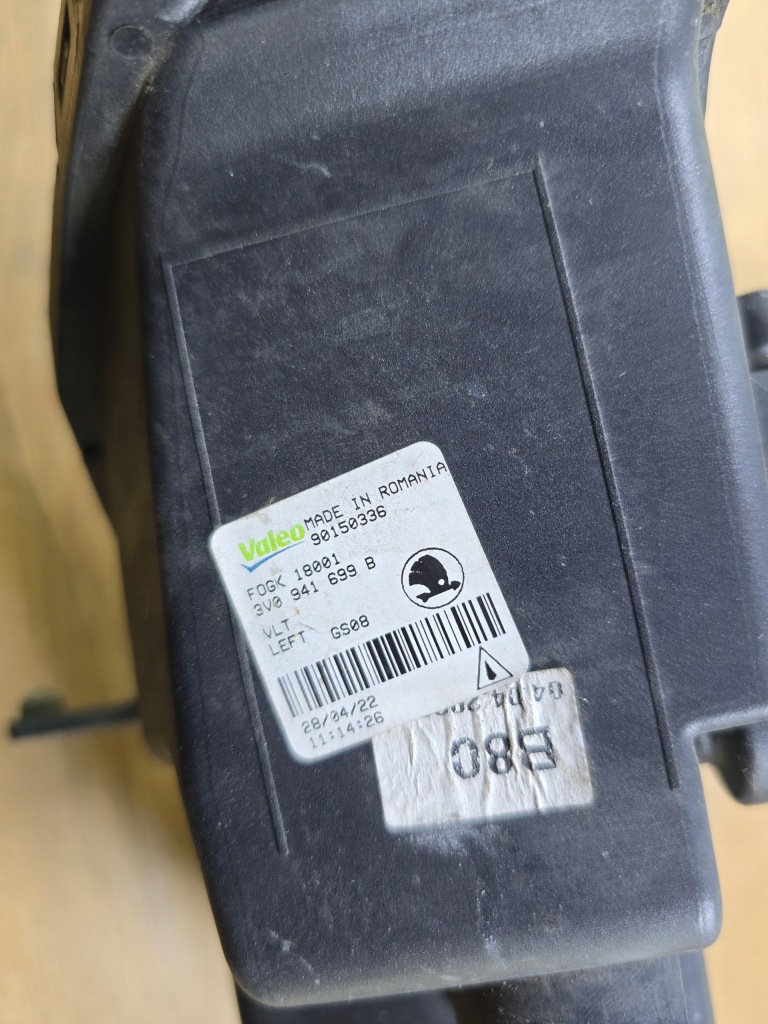 MADE IN ROMANIA
Valeo 90150336
FOGK 18001
3V0 941 699 B
VLT
LEFT GS08
28/04/22
11:14:26
B8C